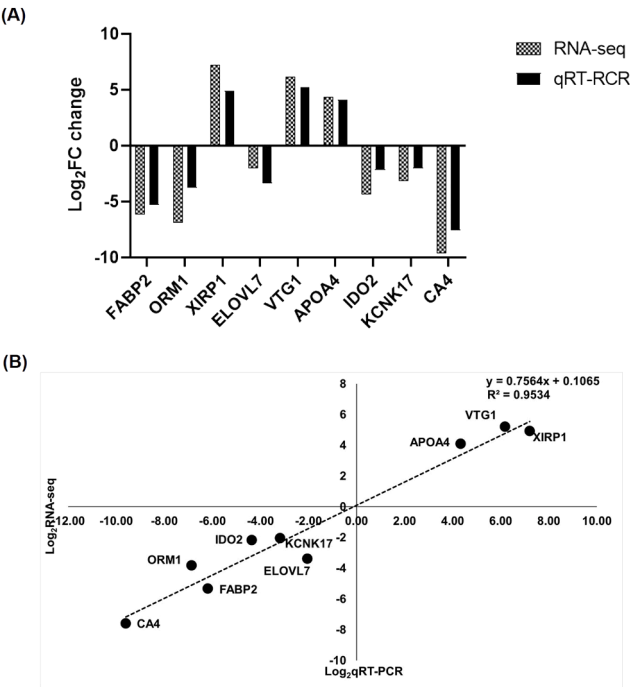 (A)
Log2FC change
10
5
0
-5
-10
RNA-seq
qRT-RCR
FABP2
ORM1
XIRP1
ELOVL7
VTG1
APOA4
IDO2
KCNK17
CA4
(B)
y = 0.7564x + 0.1065
R² = 0.9534
8
6
4
2
0
-2
-4
-6
-8
-10
VTG1
XIRP1
APOA4
Log2RNA-seq
-12.00 -10.00 -8.00 -6.00 -4.00 -2.00 0.00 2.00 4.00 6.00 8.00 10.00
IDO2
KCNK17
ORM1
ELOVL7
FABP2
CA4
Log2qRT-PCR